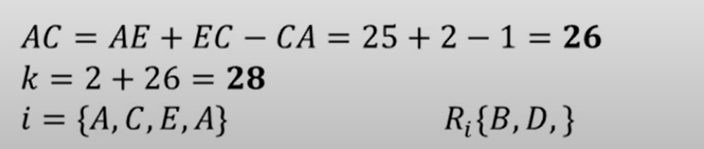 AC = AE + EC − CA = 25 + 2 − 1 = 26
k = 2 + 26 = 28
i = {A, C, E, A} R_i{B, D, }